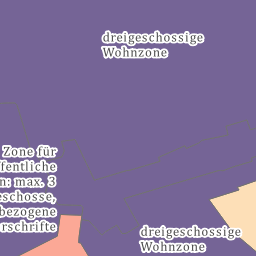 dreigeschossige
Wohnzone
Zone für
fentliche
n: max. 3
eschosse,
bezogene
rschrifte
dreigeschossige
Wohnzone